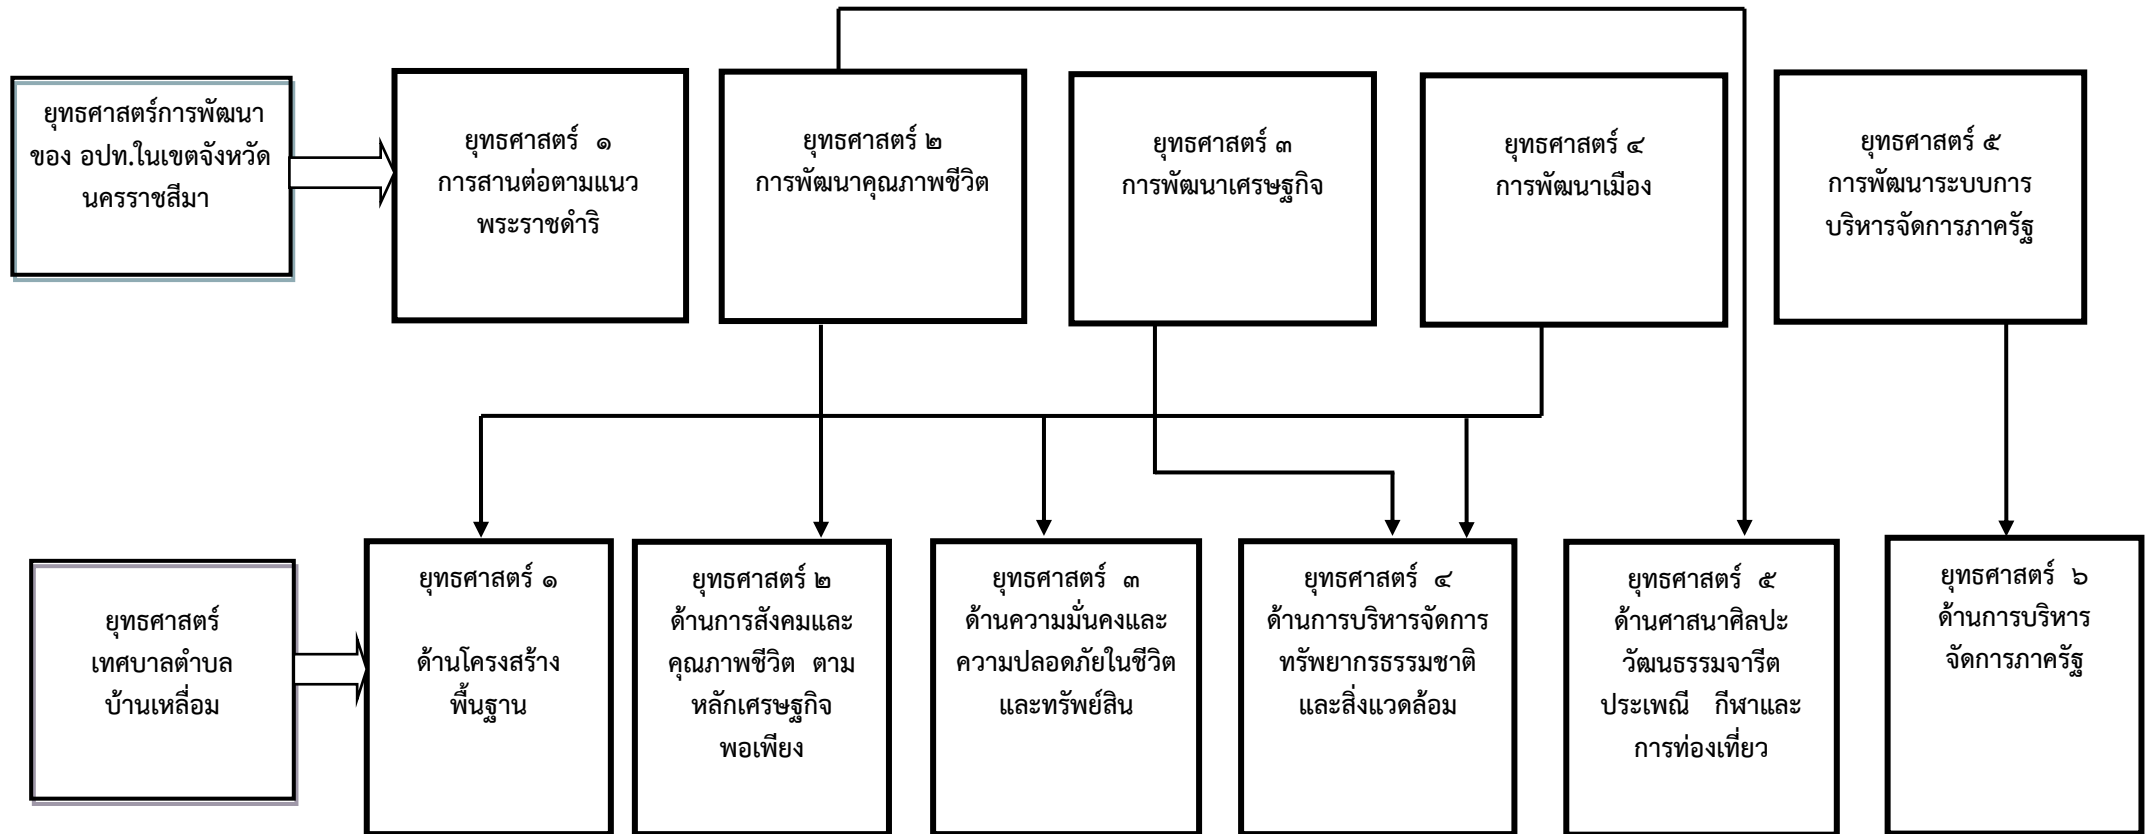 ยุทธศาสตร์การพัฒนา
ของ อปท.ในเขตจังหวัด
นครราชสีมา
ยุทธศาสตร์ ๑
การสานต่อตามแนว
พระราชดำริ
ยุทธศาสตร์ ๒
การพัฒนาคุณภาพชีวิต
ยุทธศาสตร์ ๓
การพัฒนาเศรษฐกิจ
ยุทธศาสตร์ ๔
การพัฒนาเมือง
ยุทธศาสตร์ ๕
การพัฒนาระบบการ
บริหารจัดการภาครัฐ
ยุทธศาสตร์
เทศบาลตำบล
บ้านเหลื่อม
ยุทธศาสตร์ ๑
ด้านโครงสร้าง
พื้นฐาน
ยุทธศาสตร์ ๒
ด้านการสังคมและ
คุณภาพชีวิต ตาม
หลักเศรษฐกิจ
พอเพียง
ยุทธศาสตร์ ๓
ด้านความมั่นคงและ
ความปลอดภัยในชีวิต
และทรัพย์สิน
ยุทธศาสตร์ ๔
ด้านการบริหารจัดการ
ทรัพยากรธรรมชาติ
และสิ่งแวดล้อม
ยุทธศาสตร์ ๕
ด้านศาสนาศิลปะ
วัฒนธรรมจารีต
ประเพณี กีฬาและ
การท่องเที่ยว
ยุทธศาสตร์ ๖
ด้านการบริหาร
จัดการภาครัฐ